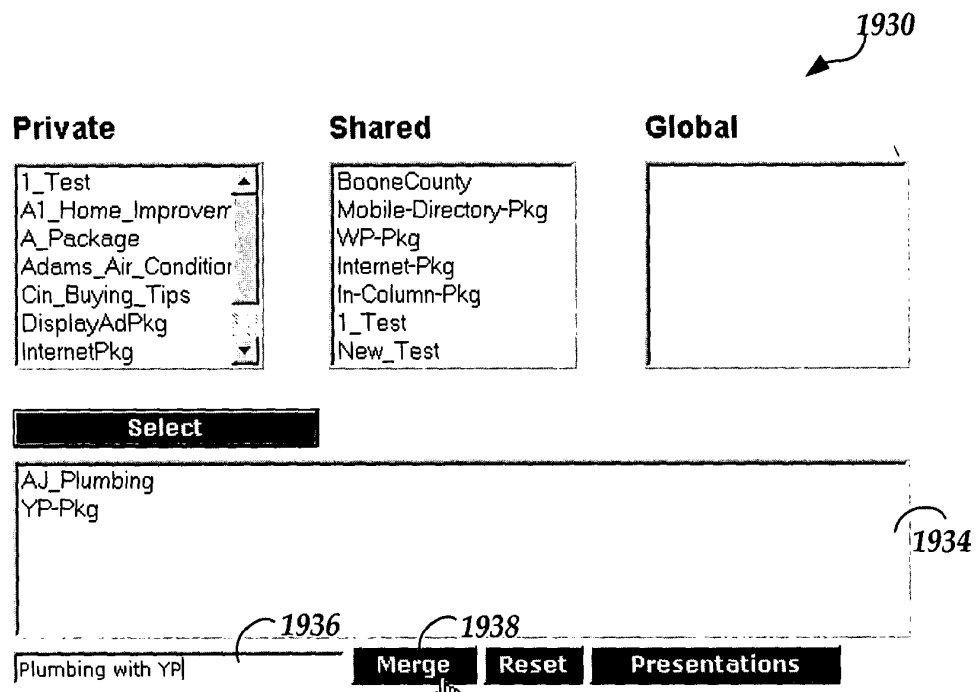 1930
Private
Shared
Global
1_Test
A1_Home_Improvem
A_Package
Adams_Air_Condition
Cin_Buying_Tips
DisplayAdPkg
InternetPkg
BooneCounty
Mobile-Directory-Pkg
WP-Pkg
Internet-Pkg
In-Column-Pkg
1_Test
New_Test
Select
AJ_Plumbing
YP-Pkg
1934
1936
1938
Plumbing with YP
Merge
Reset
Presentations